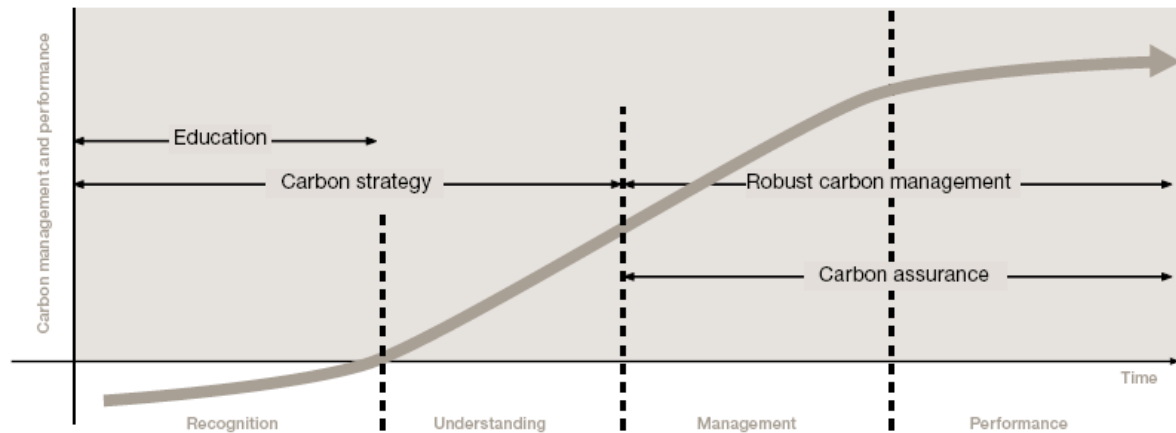 Carbon management and performance
Education
Carbon strategy
Robust carbon management
Carbon assurance
Time
Recognition
Understanding
Management
Performance